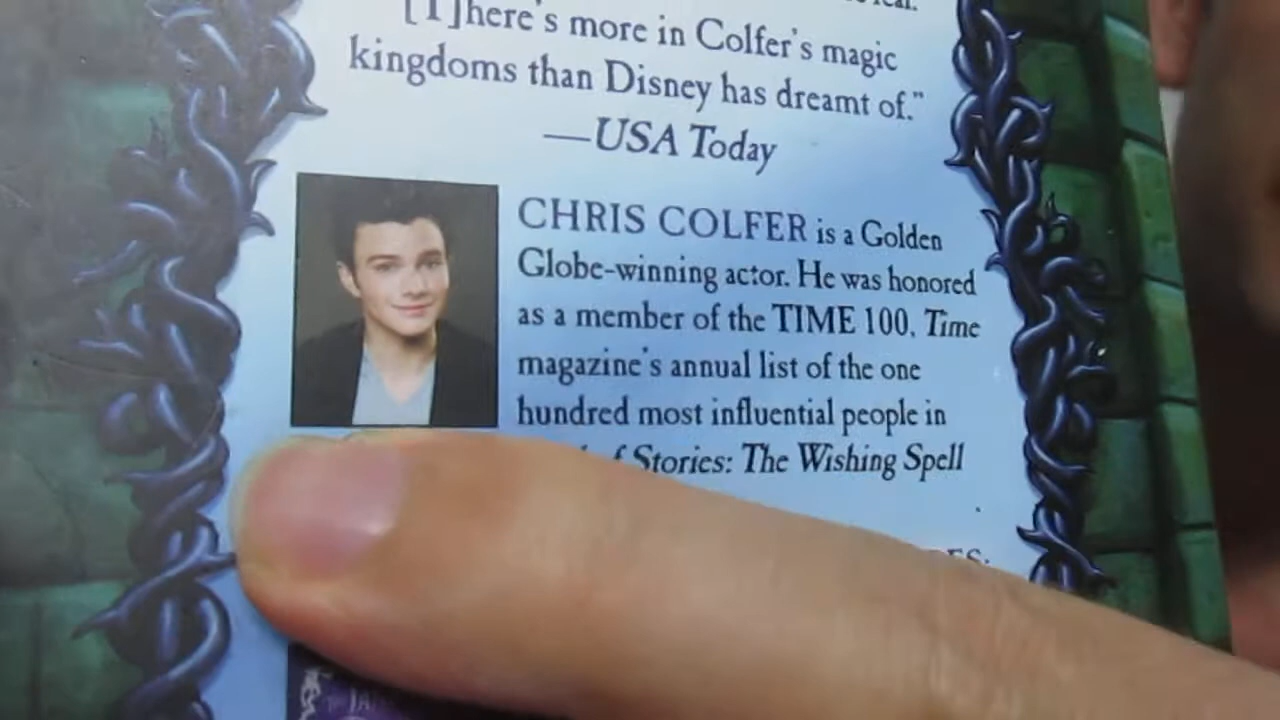 [T]here's more in Colfer's magic
kingdoms than Disney has dreamt of."
—USA Today
CHRIS COLFER is a Golden
Globe-winning actor. He was honored
as a member of the TIME 100, Time
magazine's annual list of the one
hundred most influential people in
Stories: The Wishing Spell